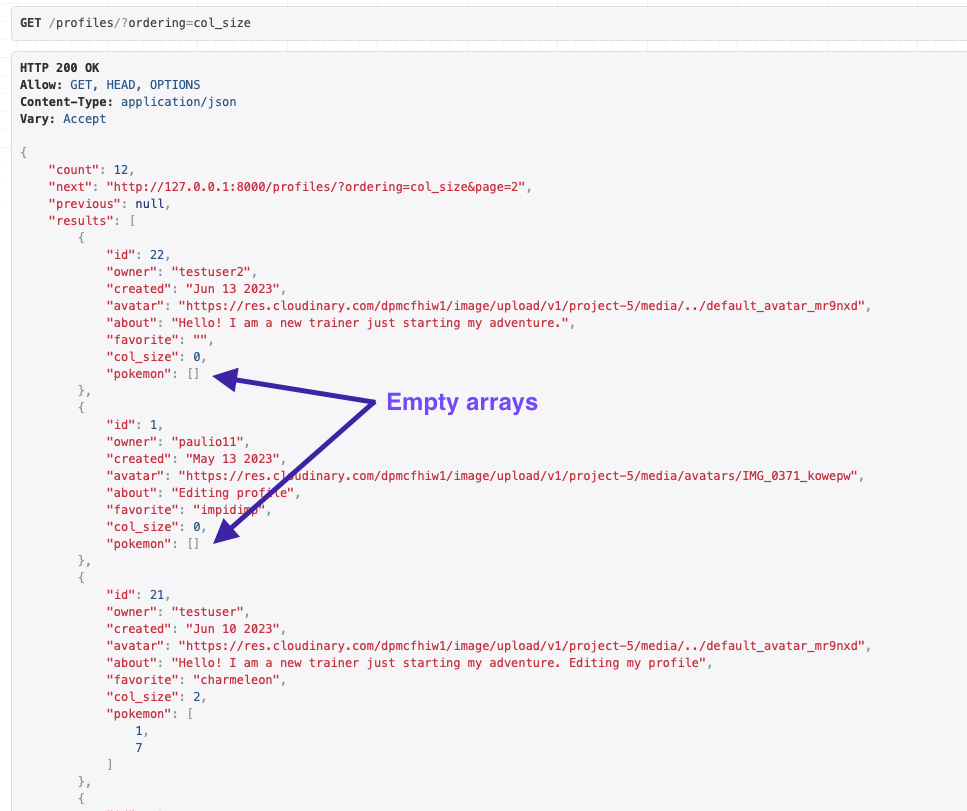 GET /profiles/?ordering=col_size
HTTP 200 OK
Allow: GET, HEAD, OPTIONS
Content-Type: application/json
Vary: Accept
{
    "count": 12,
    "next": "http://127.0.0.1:8000/profiles/?ordering=col_size&page=2",
    "previous": null,
    "results": [
        {
            "id": 22,
            "owner": "testuser2",
            "created": "Jun 13 2023",
            "avatar": "https://res.cloudinary.com/dpmcfhiw1/image/upload/v1/project-5/media/../default_avatar_mr9nxd",
            "about": "Hello! I am a new trainer just starting my adventure.",
            "favorite": "",
            "col_size": 0,
            "pokemon": []
        },
Empty arrays
        {
            "id": 1,
            "owner": "paulio11",
            "created": "May 13 2023",
            "avatar": "https://res.cloudinary.com/dpmcfhiw1/image/upload/v1/project-5/media/avatars/IMG_0371_kowepw",
            "about": "Editing profile",
            "favorite": "impidimp",
            "col_size": 0,
            "pokemon": []
        },
        {
            "id": 21,
            "owner": "testuser",
            "created": "Jun 10 2023",
            "avatar": "https://res.cloudinary.com/dpmcfhiw1/image/upload/v1/project-5/media/../default_avatar_mr9nxd",
            "about": "Hello! I am a new trainer just starting my adventure. Editing my profile",
            "favorite": "charmeleon",
            "col_size": 2,
            "pokemon": [
                1,
                7
            ]
        },
        {